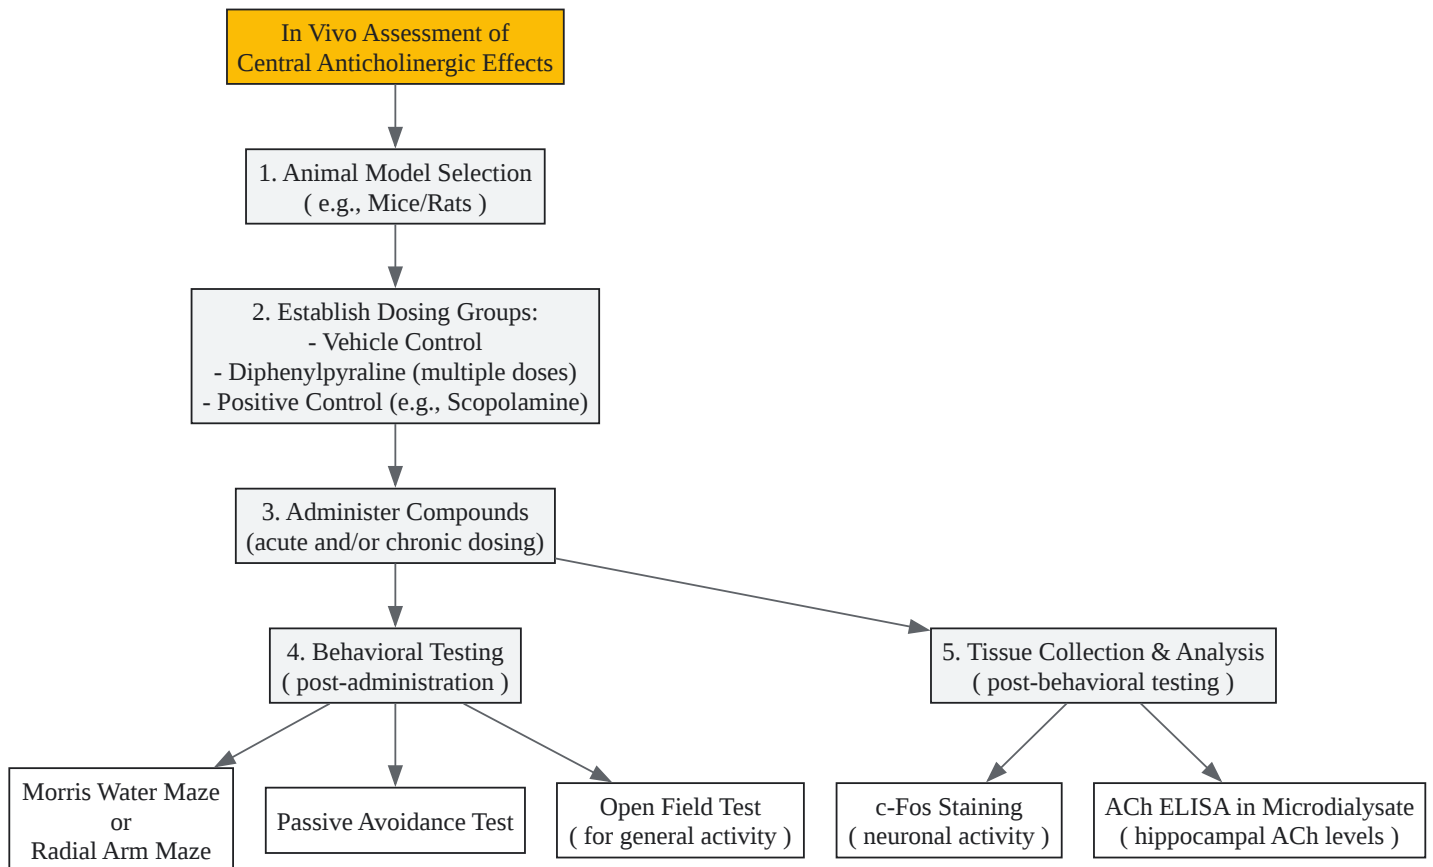 In Vivo Assessment of
Central Anticholinergic Effects
1. Animal Model Selection
( e.g., Mice/Rats )
2. Establish Dosing Groups:
- Vehicle Control
- Diphenylpyraline (multiple doses)
- Positive Control (e.g., Scopolamine)
3. Administer Compounds
(acute and/or chronic dosing)
4. Behavioral Testing
( post-administration )
5. Tissue Collection & Analysis
( post-behavioral testing )
Morris Water Maze
or
Radial Arm Maze
Passive Avoidance Test
Open Field Test
( for general activity )
c-Fos Staining
( neuronal activity )
ACh ELISA in Microdialysate
( hippocampal ACh levels )